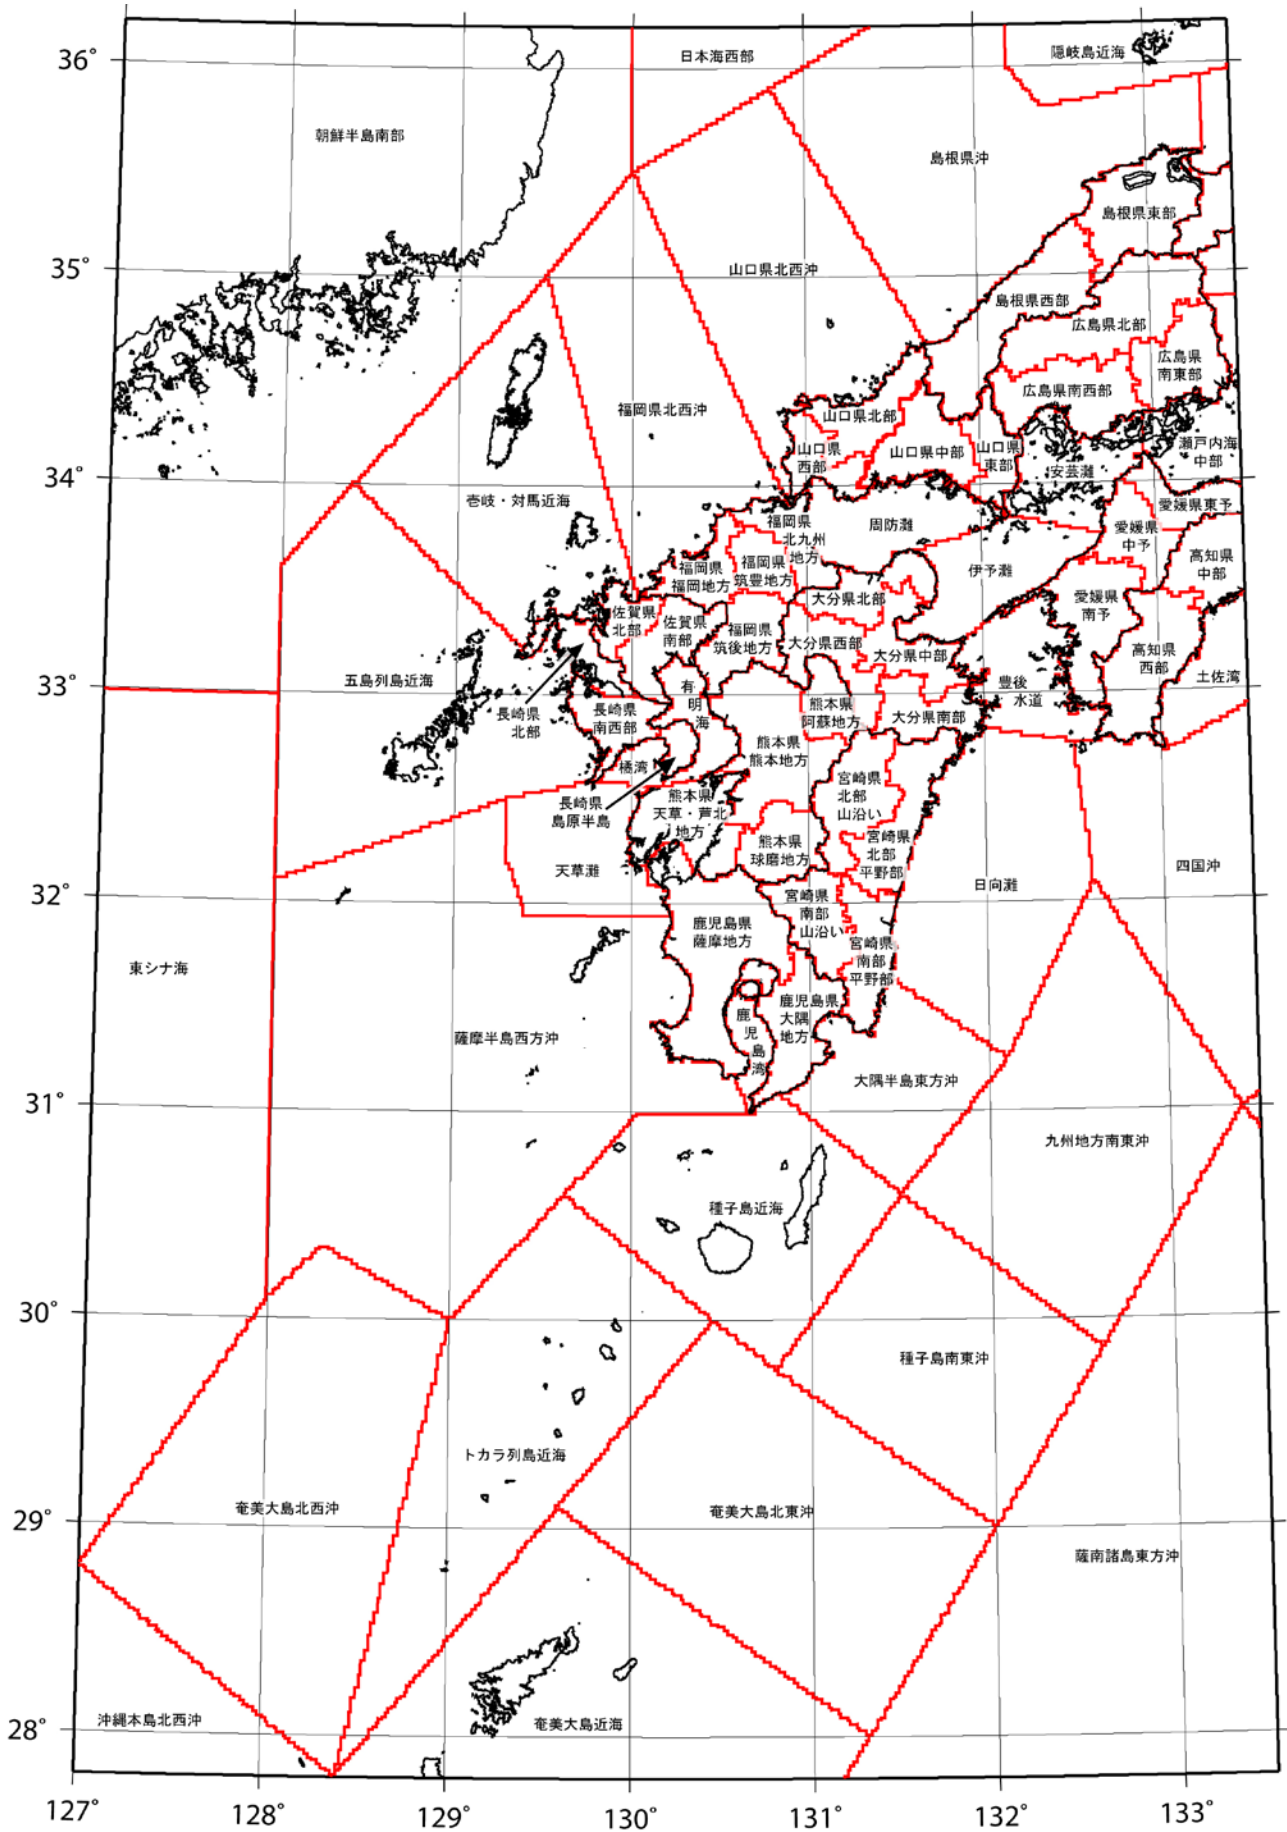 36°
日本海西部
隠岐島近海
朝鮮半島南部
島根県沖
島根県東部
35°
山口県北西沖
島根県西部
広島県北部
広島県
南東部
広島県南西部
福岡県北西沖
山口県北部
山口県
西部
山口県中部
山口県
東部
瀬戸内海
中部
安芸灘
34°
壱岐・対馬近海
愛媛県東予
福岡県
北九州
地方
周防灘
愛媛県
中予
高知県
中部
福岡県
福岡地方
福岡県
筑豊地方
伊予灘
大分県北部
愛媛県
南予
佐賀県
北部
佐賀県
南部
福岡県
筑後地方
大分県西部
大分県中部
高知県
西部
33°
五島列島近海
有
明
海
豊後
水道
土佐湾
長崎県
北部
長崎県
南西部
熊本県
阿蘇地方
大分県南部
熊本県
熊本地方
橘湾
宮崎県
北部
山沿い
長崎県
島原半島
熊本県
天草・芦北
地方
宮崎県
北部
平野部
熊本県
球磨地方
天草灘
四国沖
32°
日向灘
宮崎県
南部
山沿い
鹿児島県
薩摩地方
宮崎県
南部
平野部
東シナ海
鹿児島県
大隅
地方
鹿
児
島
湾
薩摩半島西方沖
大隅半島東方沖
31°
九州地方南東沖
種子島近海
30°
種子島南東沖
トカラ列島近海
奄美大島北西沖
奄美大島北東沖
29°
薩南諸島東方沖
沖縄本島北西沖
奄美大島近海
28°
127°
128°
129°
130°
131°
132°
133°